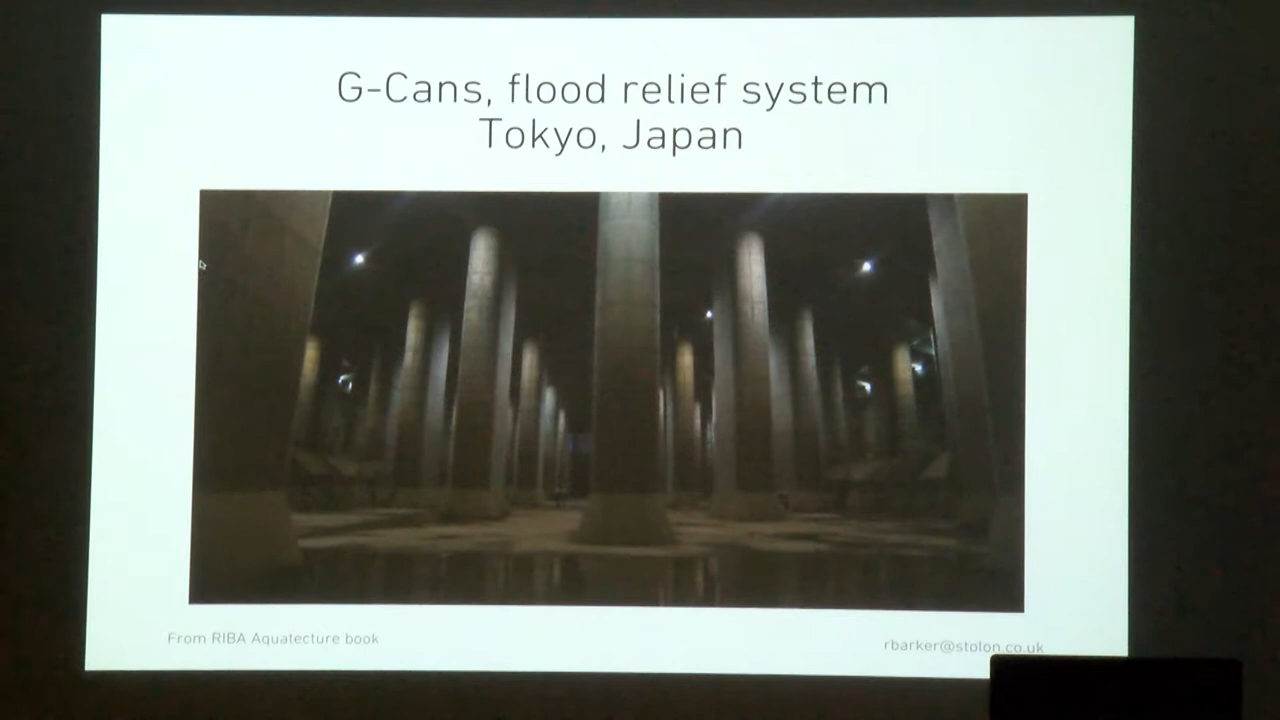 G-Cans, flood relief system
Tokyo, Japan
From RIBA Aquatecture book
rbarker@stolon.co.uk